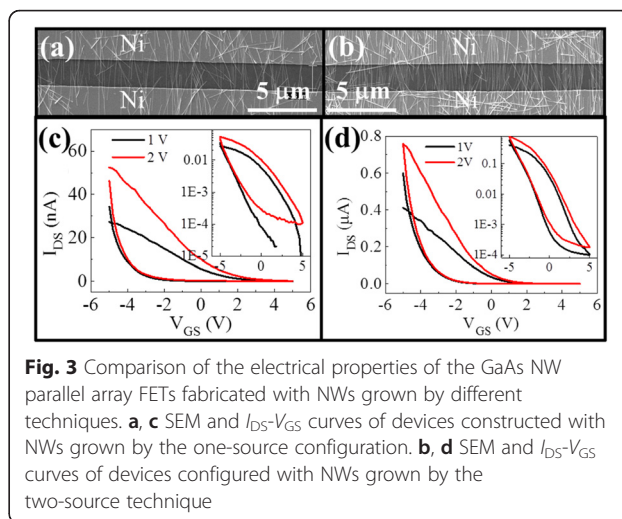 (a) Ni
Ni 5 μm
(b) Ni
Ni
5 μm
(c) 1 V
2 V
60
40
20
0
I_DS (nA)
0.01
1E-3
1E-4
1E-5
-5 0 5
-6 -4 -2 0 2 4 6
V_GS (V)
(d) 1V
2V
0.8
0.6
0.4
0.2
0.0
I_DS (μA)
0.1
0.01
1E-3
1E-4
-5 0 5
-6 -4 -2 0 2 4 6
V_GS (V)
Fig. 3 Comparison of the electrical properties of the GaAs NW
parallel array FETs fabricated with NWs grown by different
techniques. a, c SEM and I_DS-V_GS curves of devices constructed with
NWs grown by the one-source configuration. b, d SEM and I_DS-V_GS
curves of devices configured with NWs grown by the
two-source technique